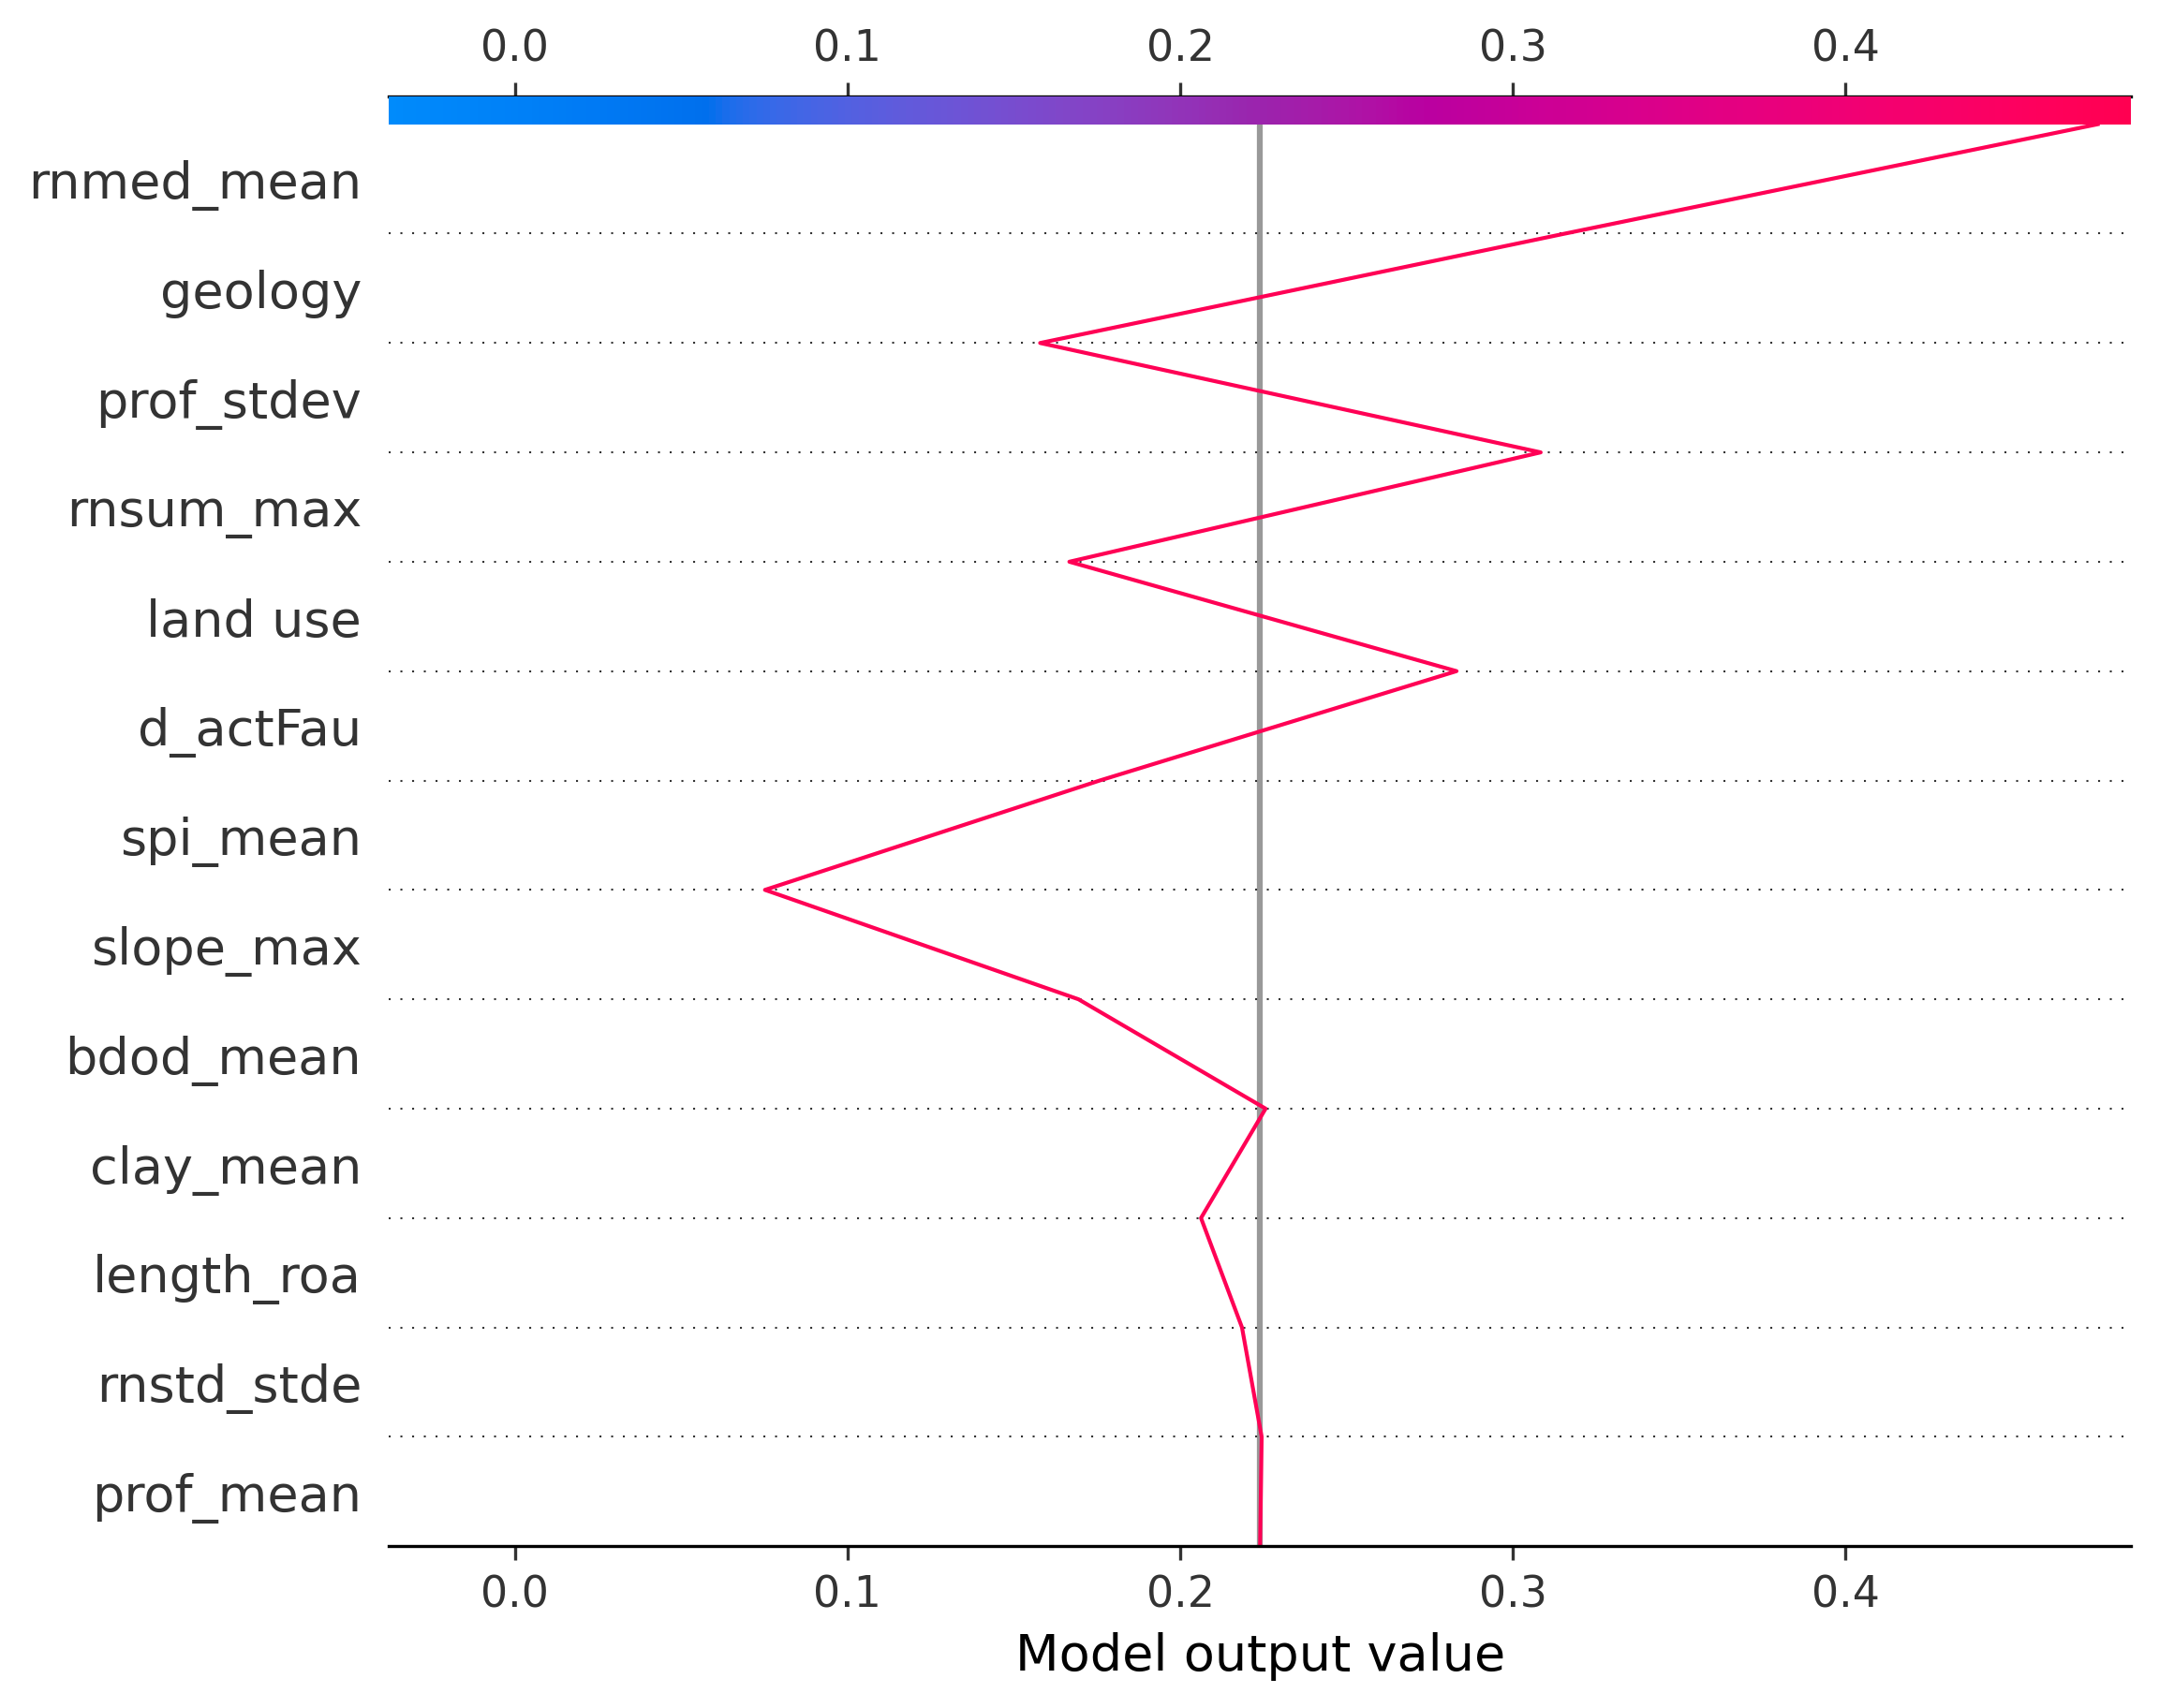 0.0 0.1 0.2 0.3 0.4
rnmed_mean
geology
prof_stdev
rnsum_max
land use
d_actFau
spi_mean
slope_max
bdod_mean
clay_mean
length_roa
rnstd_stde
prof_mean
0.0 0.1 0.2 0.3 0.4
Model output value